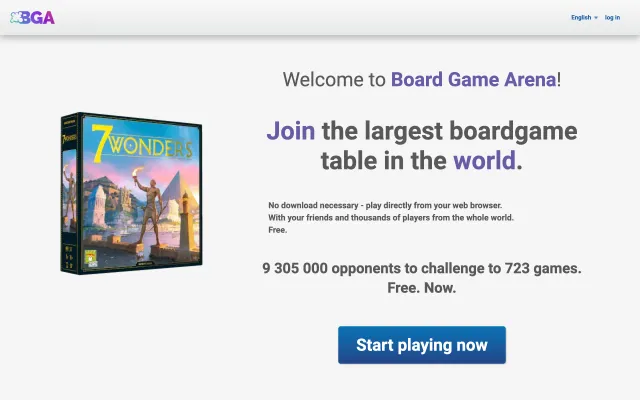 BGA
English
log in
Welcome to Board Game Arena!
Join the largest boardgame
table in the world.
7 WONDERS
No download necessary - play directly from your web browser.
With your friends and thousands of players from the whole world.
Free.
9 305 000 opponents to challenge to 723 games.
Free. Now.
Start playing now